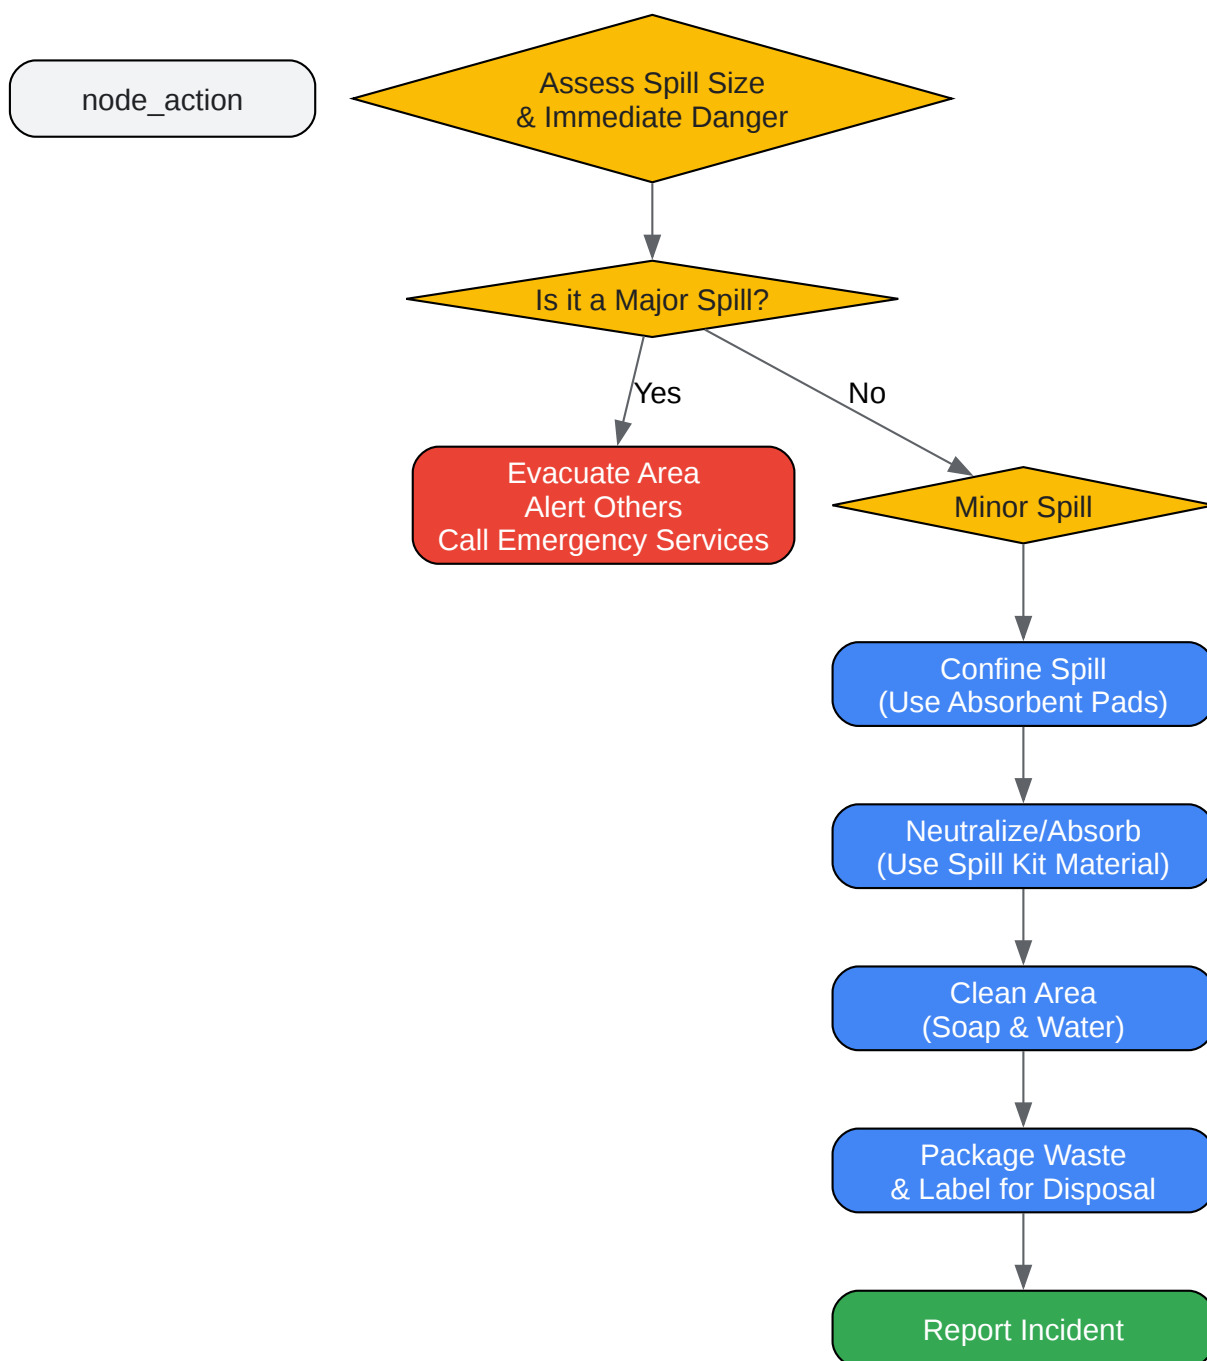 node_action
Assess Spill Size
& Immediate Danger
Is it a Major Spill?
Yes
No
Evacuate Area
Alert Others
Call Emergency Services
Minor Spill
Confine Spill
(Use Absorbent Pads)
Neutralize/Absorb
(Use Spill Kit Material)
Clean Area
(Soap & Water)
Package Waste
& Label for Disposal
Report Incident